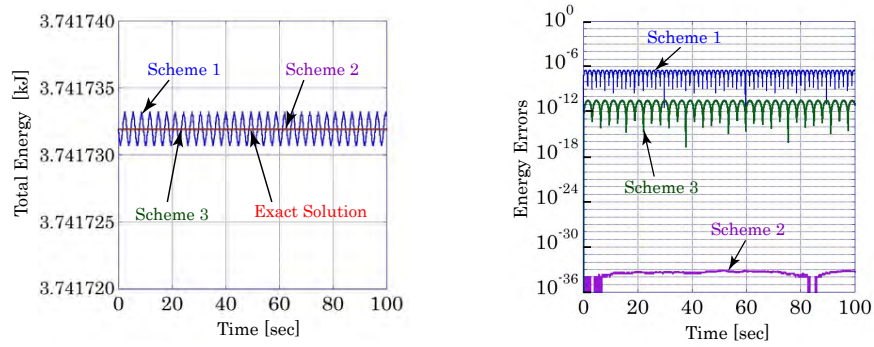 3.741740
3.741735
3.741730
3.741725
3.741720
Total Energy [kJ]
Scheme 1
Scheme 2
Scheme 3
Exact Solution
0 20 40 60 80 100
Time [sec]
10^0
10^-6
10^-12
10^-18
10^-24
10^-30
10^-36
Energy Errors
Scheme 1
Scheme 3
Scheme 2
0 20 40 60 80 100
Time [sec]